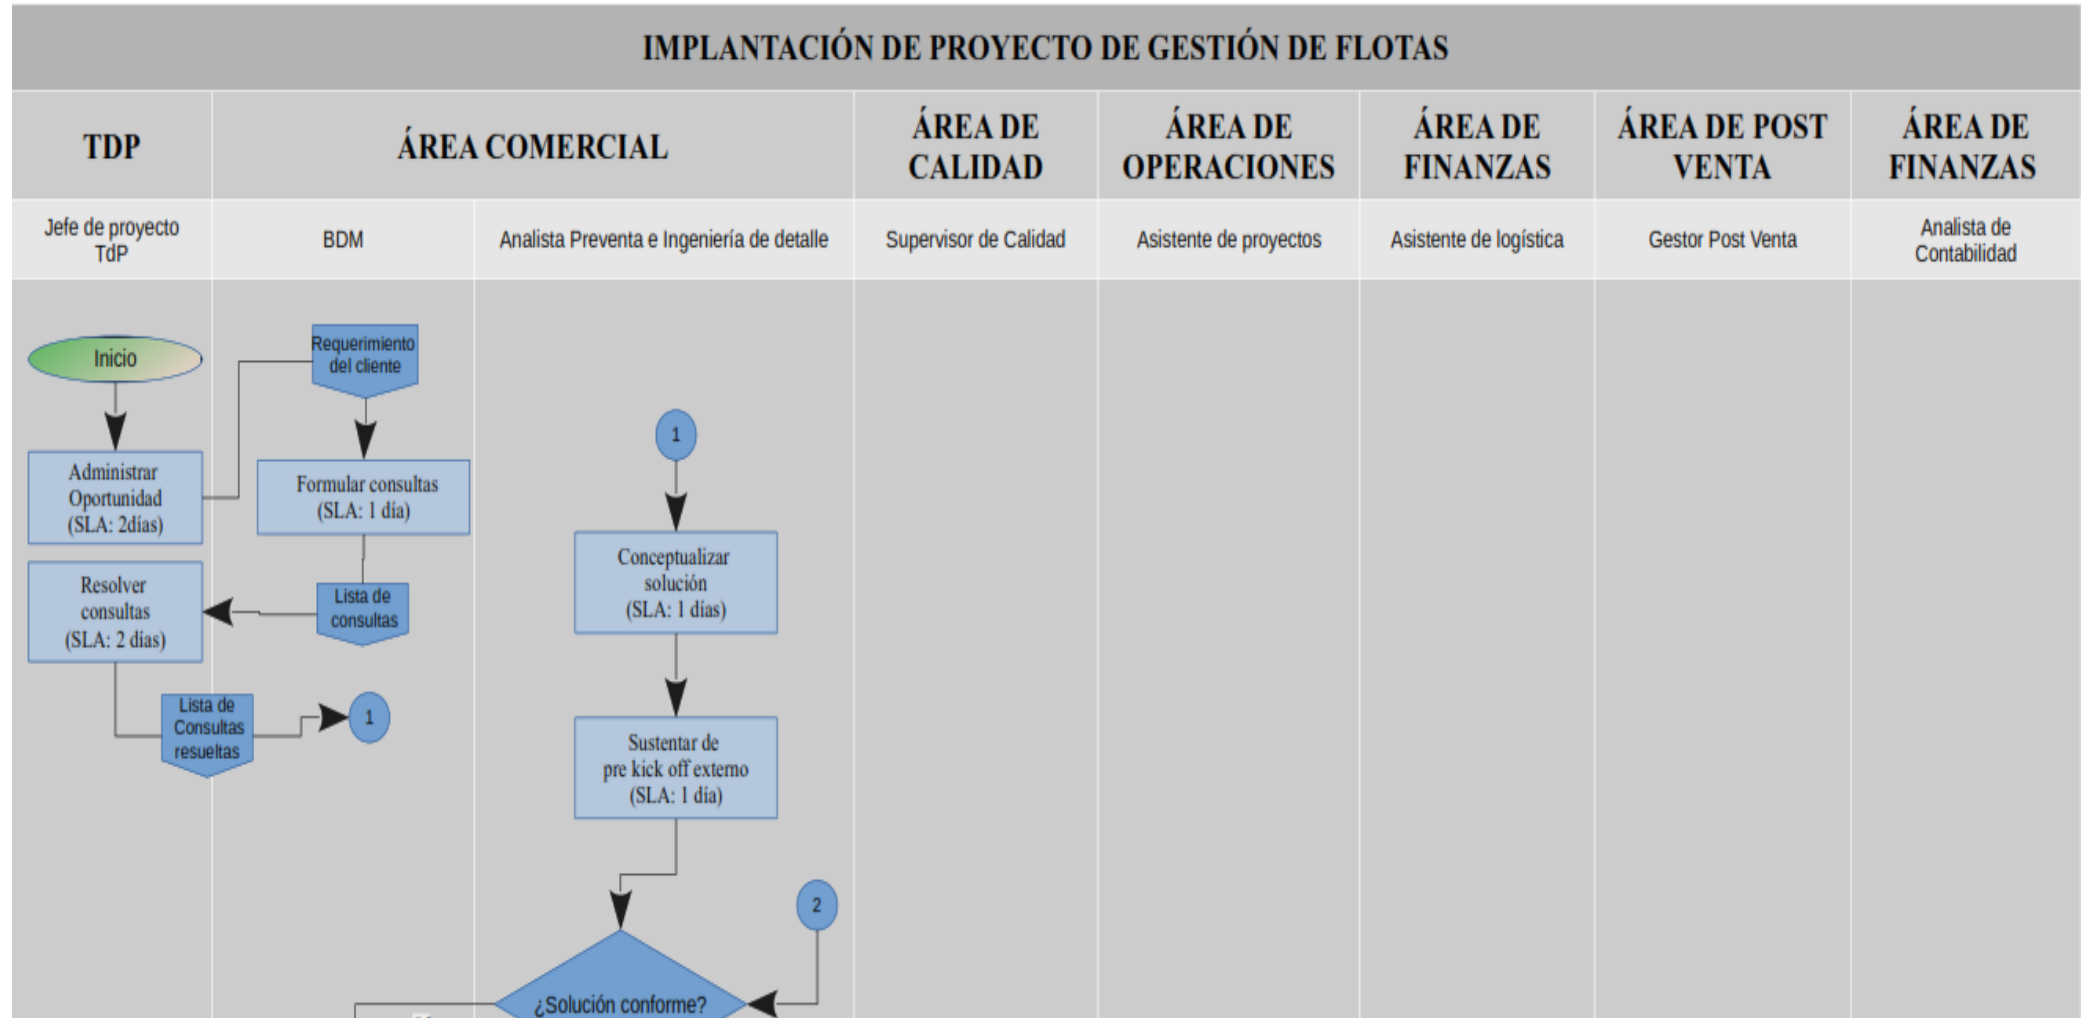 IMPLANTACIÓN DE PROYECTO DE GESTIÓN DE FLOTAS
TDP
ÁREA COMERCIAL
ÁREA DE
CALIDAD
ÁREA DE
OPERACIONES
ÁREA DE
FINANZAS
ÁREA DE POST
VENTA
ÁREA DE
FINANZAS
Jefe de proyecto
TdP
BDM
Analista Preventa e Ingeniería de detalle
Supervisor de Calidad
Asistente de proyectos
Asistente de logística
Gestor Post Venta
Analista de
Contabilidad
Inicio
Requerimiento
del cliente
Administrar
Oportunidad
(SLA: 2días)
Formular consultas
(SLA: 1 día)
Resolver
consultas
(SLA: 2 días)
Lista de
consultas
Lista de
Consultas
resueltas
1
1
Conceptualizar
solución
(SLA: 1 días)
Sustentar de
pre kick off externo
(SLA: 1 día)
2
¿Solución conforme?